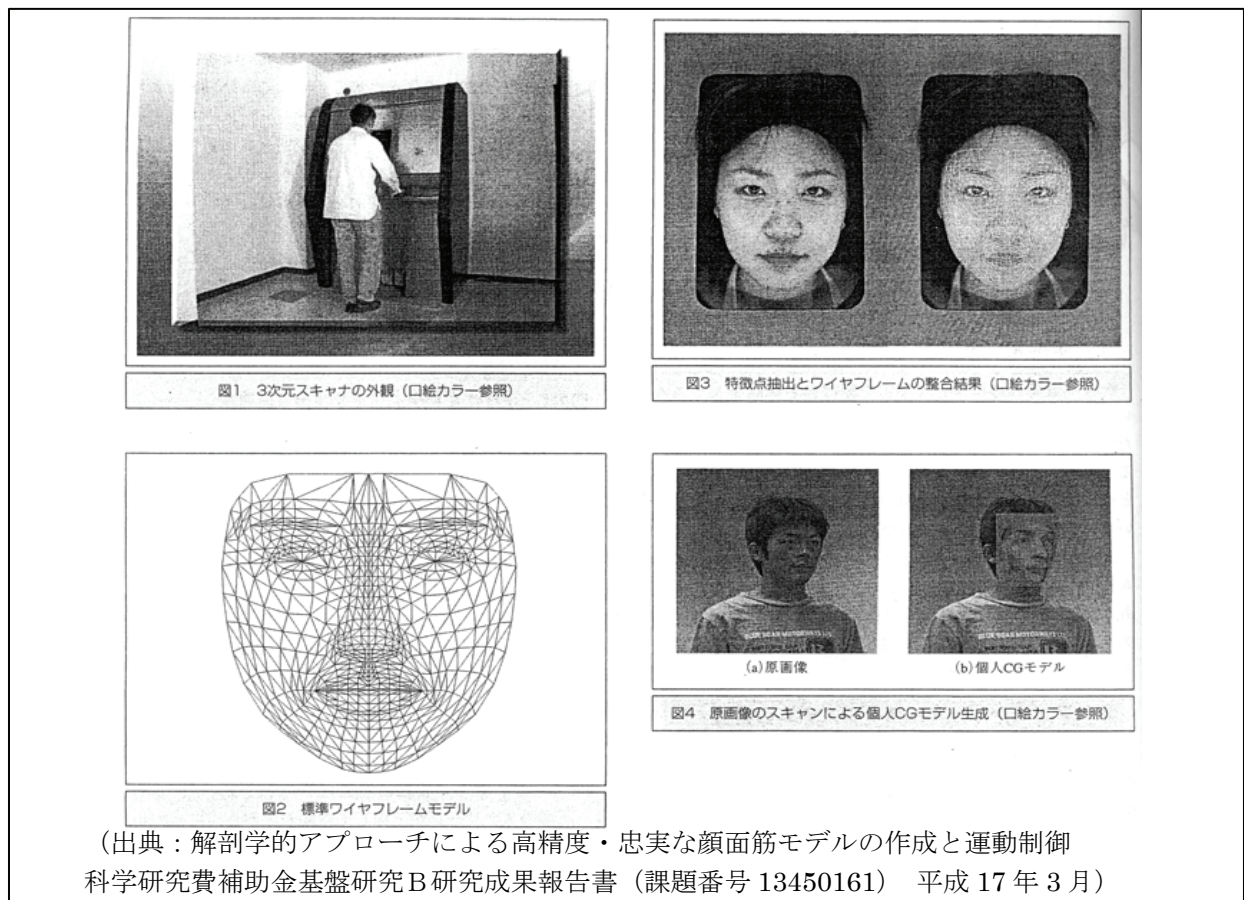 図1 3次元スキャナの外観（口絵カラー参照）
図3 特徴点抽出とワイヤフレームの整合結果（口絵カラー参照）
(a)原画像
(b)個人CGモデル
図4 原画像のスキャンによる個人CGモデル生成（口絵カラー参照）
図2 標準ワイヤフレームモデル
（出典：解剖学的アプローチによる高精度・忠実な顔面筋モデルの作成と運動制御
科学研究費補助金基盤研究Ｂ研究成果報告書（課題番号 13450161） 平成 17 年 3 月）